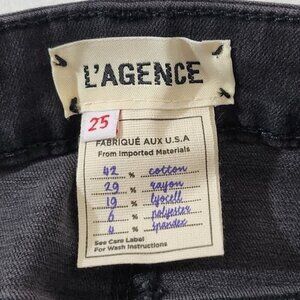 L'AGENCE
25
FABRIQUÉ AUX U.S.A
From Imported Materials
42 % cotton
29 % rayon
19 % lyocell
6 % polyester
4 % spandex
See Care Label
For Wash Instructions